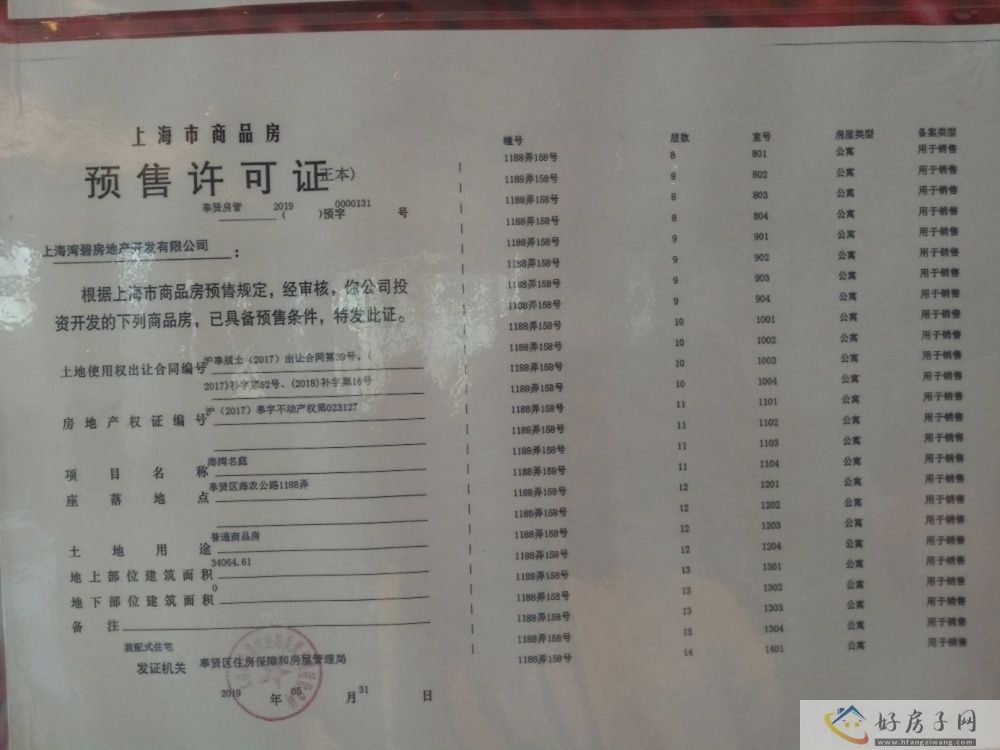 上海市商品房
预售许可证(正本)
奉贤房管 (2019)预字0000131号
上海湾碧房地产开发有限公司：
根据上海市商品房预售规定，经审核，你公司投
资开发的下列商品房，已具备预售条件，特发此证。
土地使用权出让合同编号 沪奉规土（2017）出让合同第39号、（
2017)补字第52号、(2018)补字第16号
房地产权证编号 沪（2017）奉字不动产权第023127
项目名称 海湾名庭
座落地点 奉贤区海农公路1188弄
土地用途 普通商品房
地上部位建筑面积 34064.61
地下部位建筑面积 0
备注
装配式住宅
发证机关 奉贤区住房保障和房屋管理局
2019 年 05 月 31 日
幢号 层数 室号 房屋类型 备案类型
1188弄158号 8 801 公寓 用于销售
1188弄158号 8 802 公寓 用于销售
1188弄158号 8 803 公寓 用于销售
1188弄158号 8 804 公寓 用于销售
1188弄158号 9 901 公寓 用于销售
1188弄158号 9 902 公寓 用于销售
1188弄158号 9 903 公寓 用于销售
1188弄158号 9 904 公寓 用于销售
1188弄158号 10 1001 公寓 用于销售
1188弄158号 10 1002 公寓 用于销售
1188弄158号 10 1003 公寓 用于销售
1188弄158号 10 1004 公寓 用于销售
1188弄158号 11 1101 公寓 用于销售
1188弄158号 11 1102 公寓 用于销售
1188弄158号 11 1103 公寓 用于销售
1188弄158号 11 1104 公寓 用于销售
1188弄158号 12 1201 公寓 用于销售
1188弄158号 12 1202 公寓 用于销售
1188弄158号 12 1203 公寓 用于销售
1188弄158号 12 1204 公寓 用于销售
1188弄158号 13 1301 公寓 用于销售
1188弄158号 13 1302 公寓 用于销售
1188弄158号 13 1303 公寓 用于销售
1188弄158号 13 1304 公寓 用于销售
1188弄158号 14 1401 公寓 用于销售
好房子网
www.hfangziwang.com